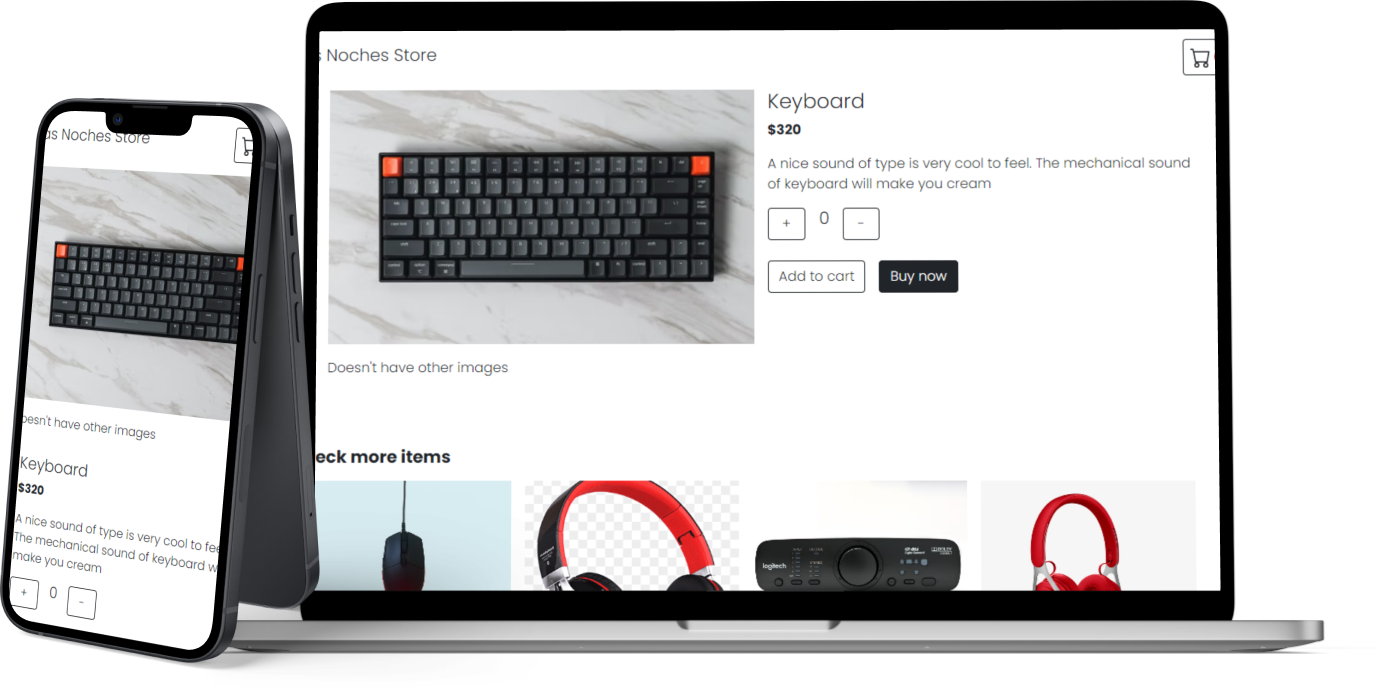 s Noches Store
Keyboard
$320
A nice sound of type is very cool to feel. The mechanical sound
of keyboard will make you cream
+ 0 -
Add to cart Buy now
Doesn't have other images
eck more items
logitech
as Noches Store
oesn't have other images
Keyboard
$320
A nice sound of type is very cool to fee
The mechanical sound of keyboard w
make you cream
+ 0 -